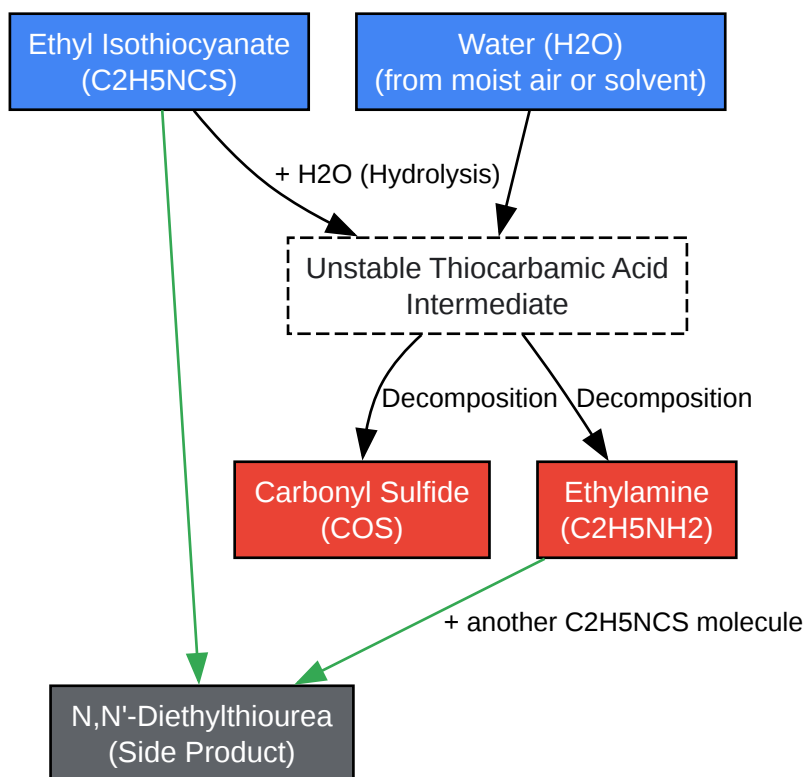 Ethyl Isothiocyanate
(C2H5NCS)
Water (H2O)
(from moist air or solvent)
+ H2O (Hydrolysis)
Unstable Thiocarbamic Acid
Intermediate
Decomposition
Decomposition
Carbonyl Sulfide
(COS)
Ethylamine
(C2H5NH2)
+ another C2H5NCS molecule
N,N'-Diethylthiourea
(Side Product)